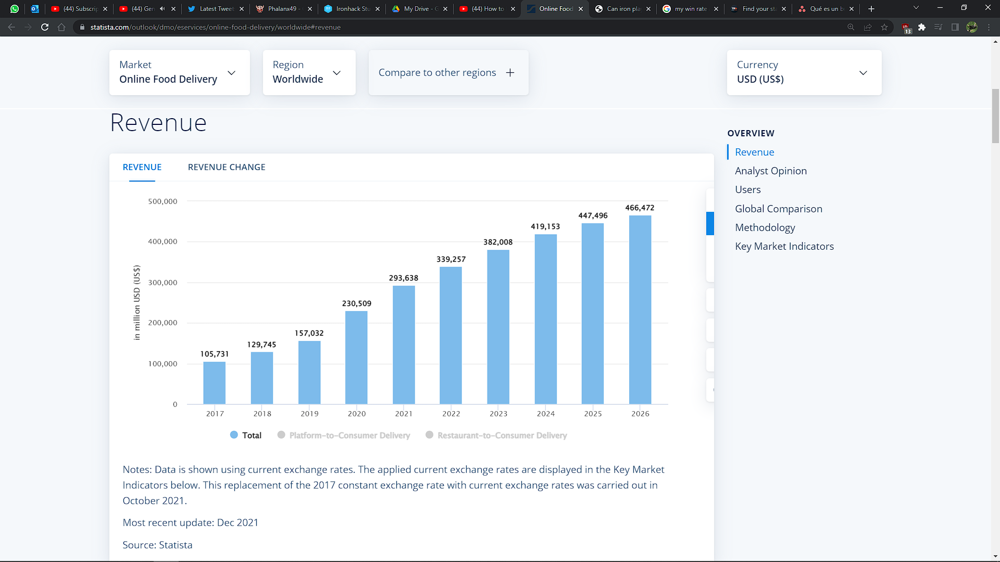 (44) Subscrip
(44) Gen
Latest Tweet
Phalanx49 -
Ironhack Stu
My Drive - G
(44) How to
Online Food
Can iron pla
my win rate
Find your sta
Qué es un b
statista.com/outlook/dmo/eservices/online-food-delivery/worldwide#revenue
13
Market
Online Food Delivery
Region
Worldwide
Compare to other regions +
Currency
USD (US$)
Revenue
OVERVIEW
Revenue
Analyst Opinion
Users
Global Comparison
Methodology
Key Market Indicators
REVENUE REVENUE CHANGE
in million USD (US$)
500,000
400,000
300,000
200,000
100,000
0
105,731
129,745
157,032
230,509
293,638
339,257
382,008
419,153
447,496
466,472
2017 2018 2019 2020 2021 2022 2023 2024 2025 2026
Total Platform-to-Consumer Delivery Restaurant-to-Consumer Delivery
Notes: Data is shown using current exchange rates. The applied current exchange rates are displayed in the Key Market
Indicators below. This replacement of the 2017 constant exchange rate with current exchange rates was carried out in
October 2021.
Most recent update: Dec 2021
Source: Statista